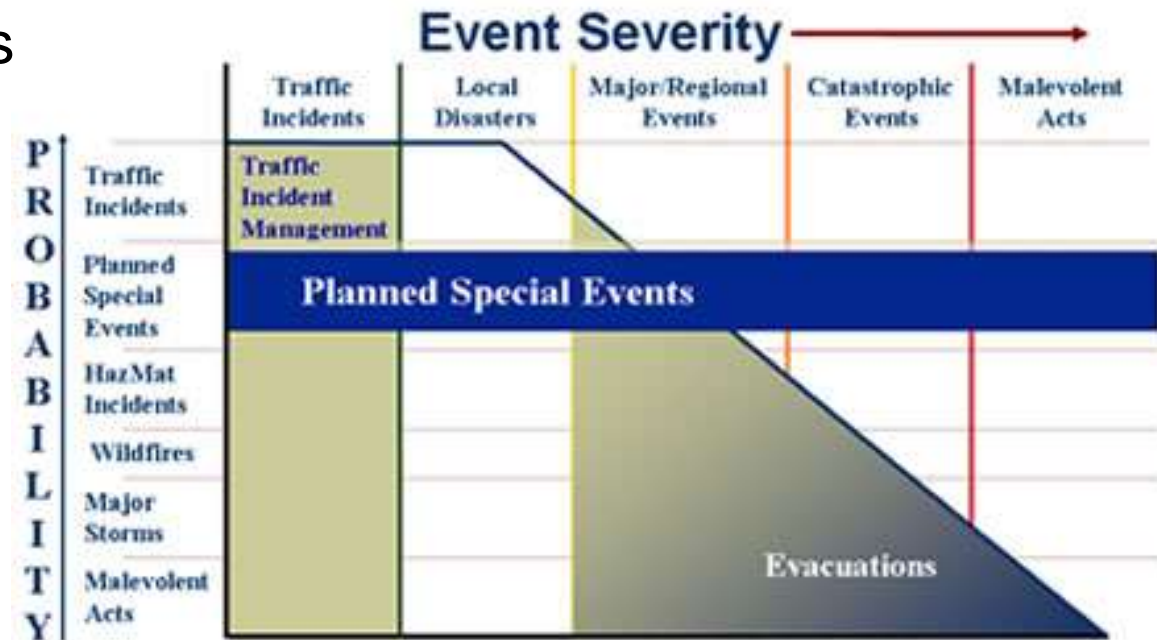 s
Event Severity
Traffic
Incidents
Local
Disasters
Major/Regional
Events
Catastrophic
Events
Malevolent
Acts
PROBABILITY
Traffic
Incidents
Planned
Special
Events
HazMat
Incidents
Wildfires
Major
Storms
Malevolent
Acts
Traffic
Incident
Management
Planned Special Events
Evacuations